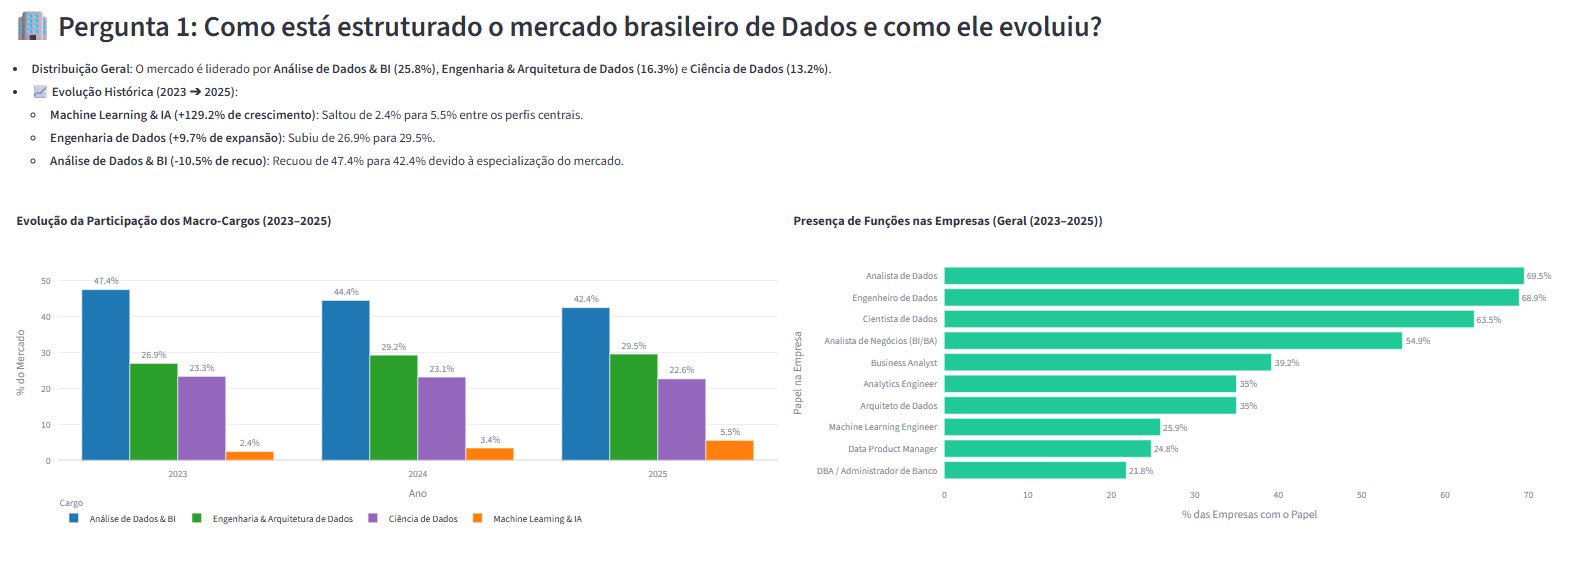 Pergunta 1: Como está estruturado o mercado brasileiro de Dados e como ele evoluiu?
• Distribuição Geral: O mercado é liderado por Análise de Dados & BI (25.8%), Engenharia & Arquitetura de Dados (16.3%) e Ciência de Dados (13.2%).
• Evolução Histórica (2023 ➔ 2025):
Machine Learning & IA (+129.2% de crescimento): Saltou de 2.4% para 5.5% entre os perfis centrais.
Engenharia de Dados (+9.7% de expansão): Subiu de 26.9% para 29.5%.
Análise de Dados & BI (-10.5% de recuo): Recuou de 47.4% para 42.4% devido à especialização do mercado.
Evolução da Participação dos Macro-Cargos (2023–2025)
% do Mercado
50
40
30
20
10
0
47.4%
26.9%
23.3%
2.4%
44.4%
29.2%
23.1%
3.4%
42.4%
29.5%
22.6%
5.5%
2023
2024
2025
Ano
Cargo
Análise de Dados & BI
Engenharia & Arquitetura de Dados
Ciência de Dados
Machine Learning & IA
Presença de Funções nas Empresas (Geral (2023–2025))
Papel na Empresa
Analista de Dados 69.5%
Engenheiro de Dados 68.9%
Cientista de Dados 63.5%
Analista de Negócios (BI/BA) 54.9%
Business Analyst 39.2%
Analytics Engineer 35%
Arquiteto de Dados 35%
Machine Learning Engineer 25.9%
Data Product Manager 24.8%
DBA / Administrador de Banco 21.8%
0 10 20 30 40 50 60 70
% das Empresas com o Papel